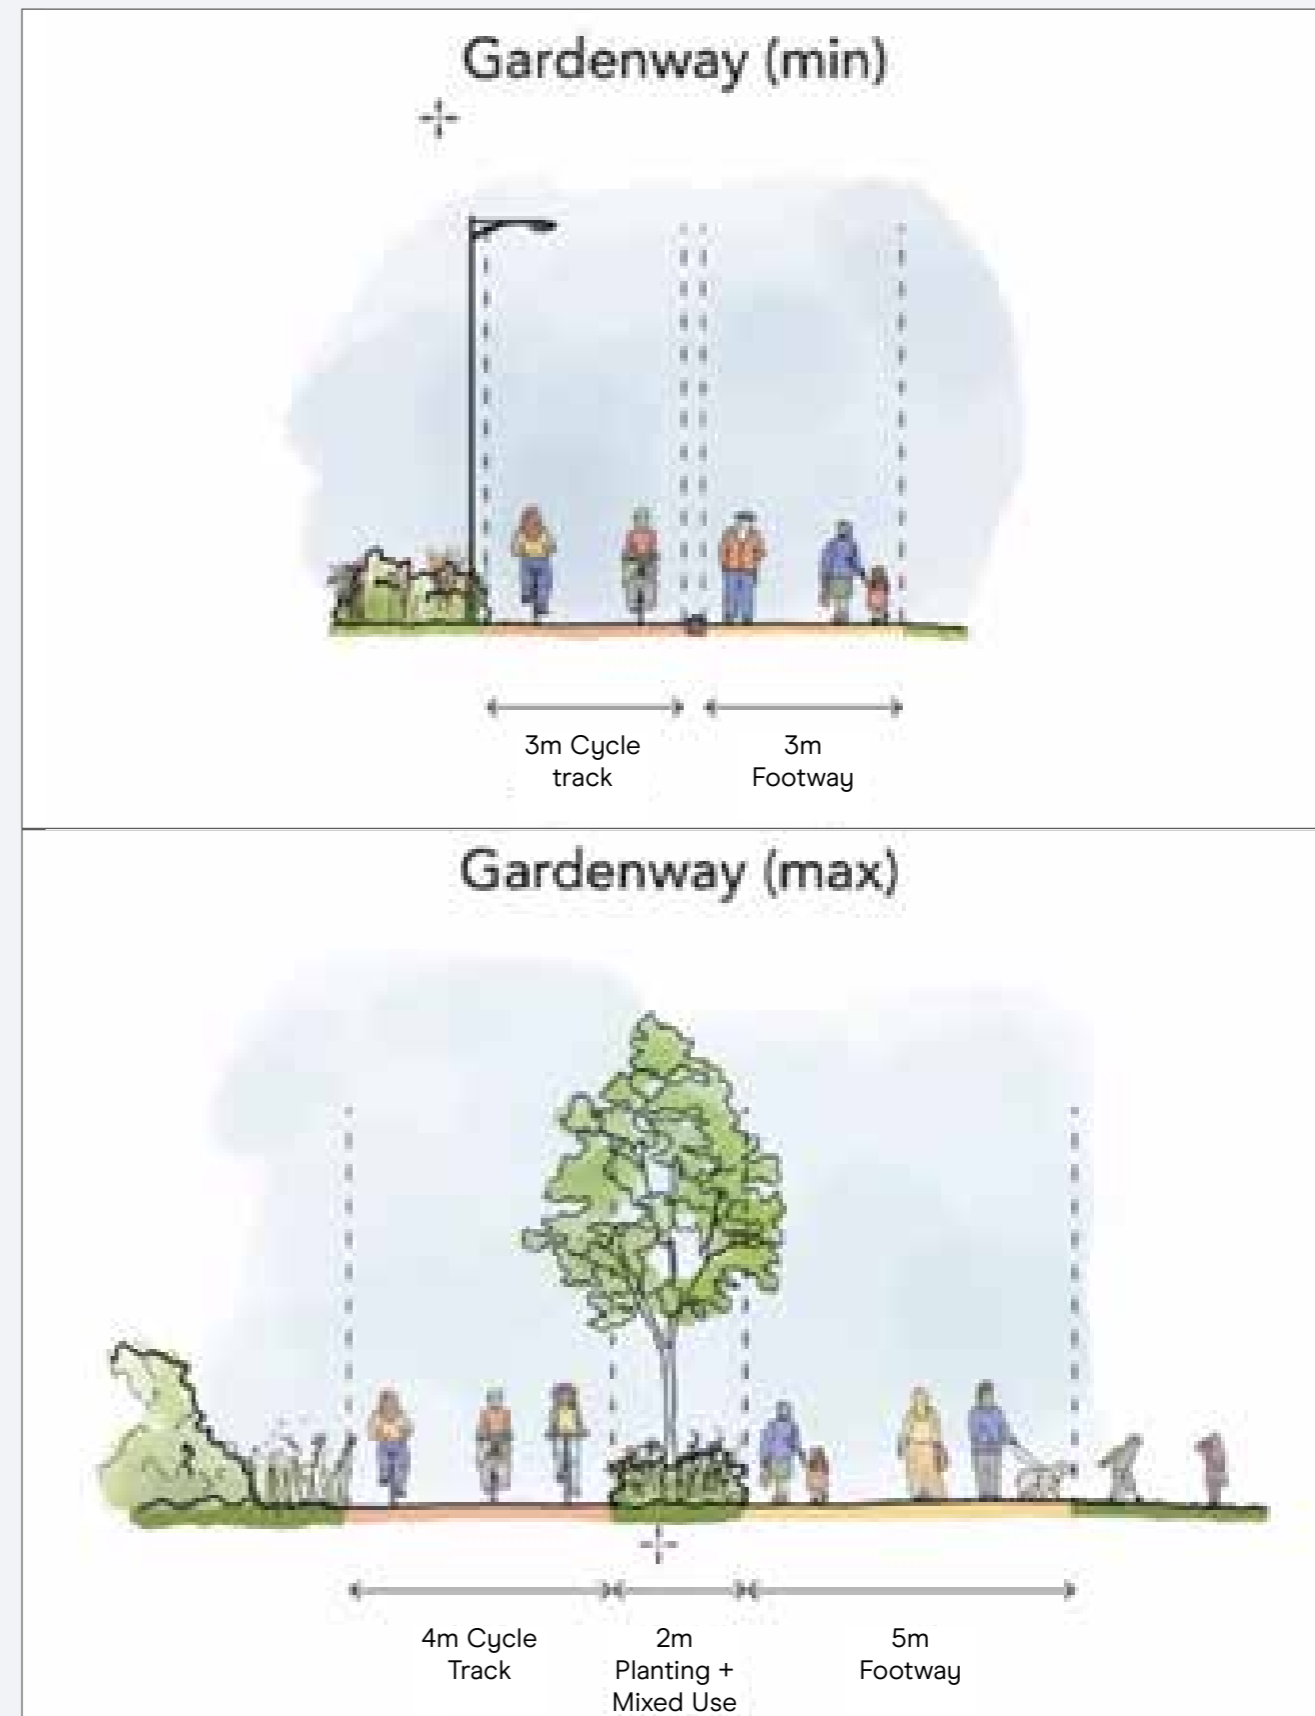 Gardenway (min)
3m Cycle
track
3m
Footway
Gardenway (max)
4m Cycle
Track
2m
Planting +
Mixed Use
5m
Footway